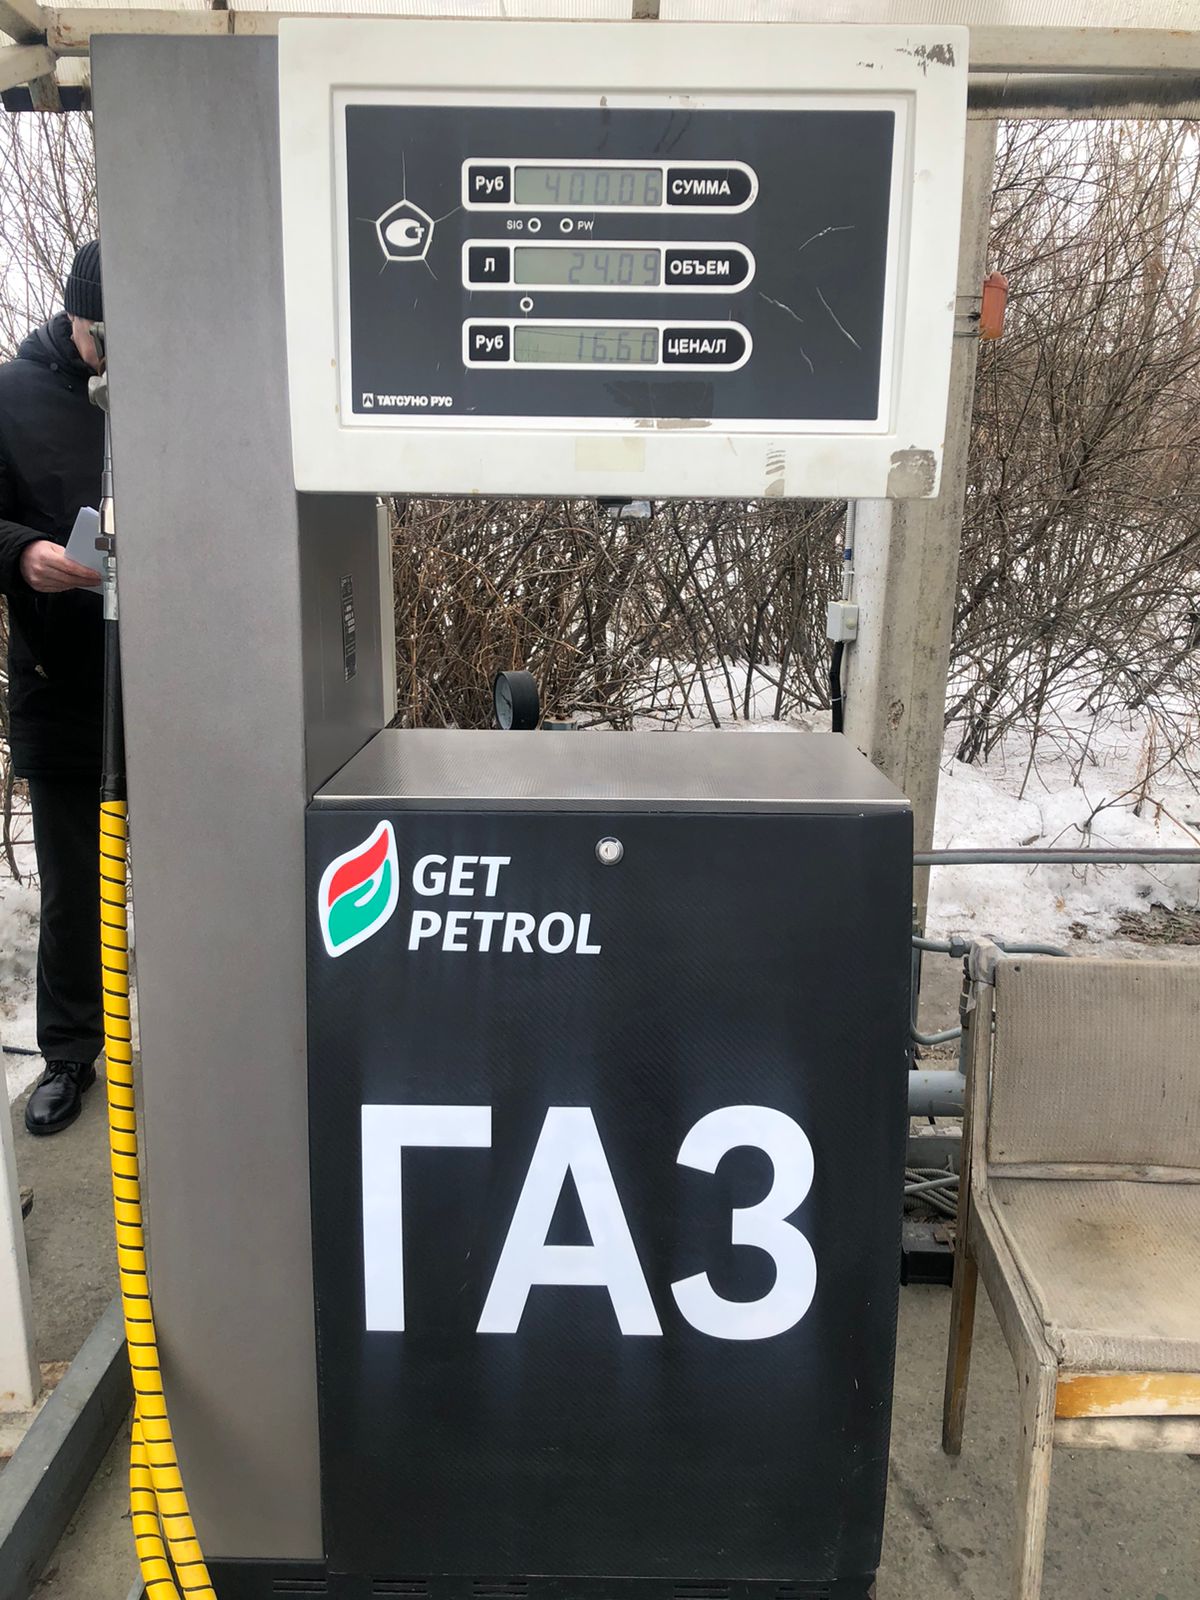 Руб 400.06 СУММА
SIG PW
Л 24.09 ОБЪЕМ
Руб 16.60 ЦЕНА/Л
ТАТСУНО РУС
GET
PETROL
ГАЗ